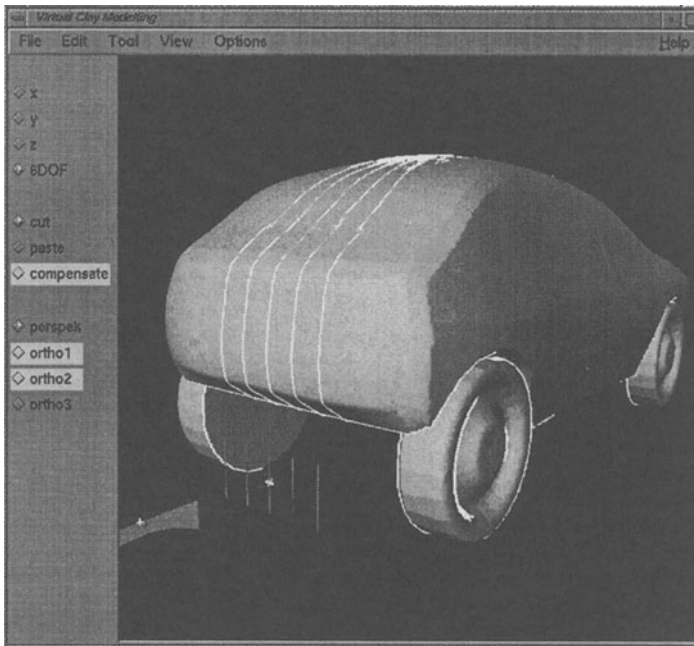 Virtual Clay Modelling
File Edit Tool View Options Help
x
y
z
6DOF
cut
paste
compensate
perspek
ortho1
ortho2
ortho3